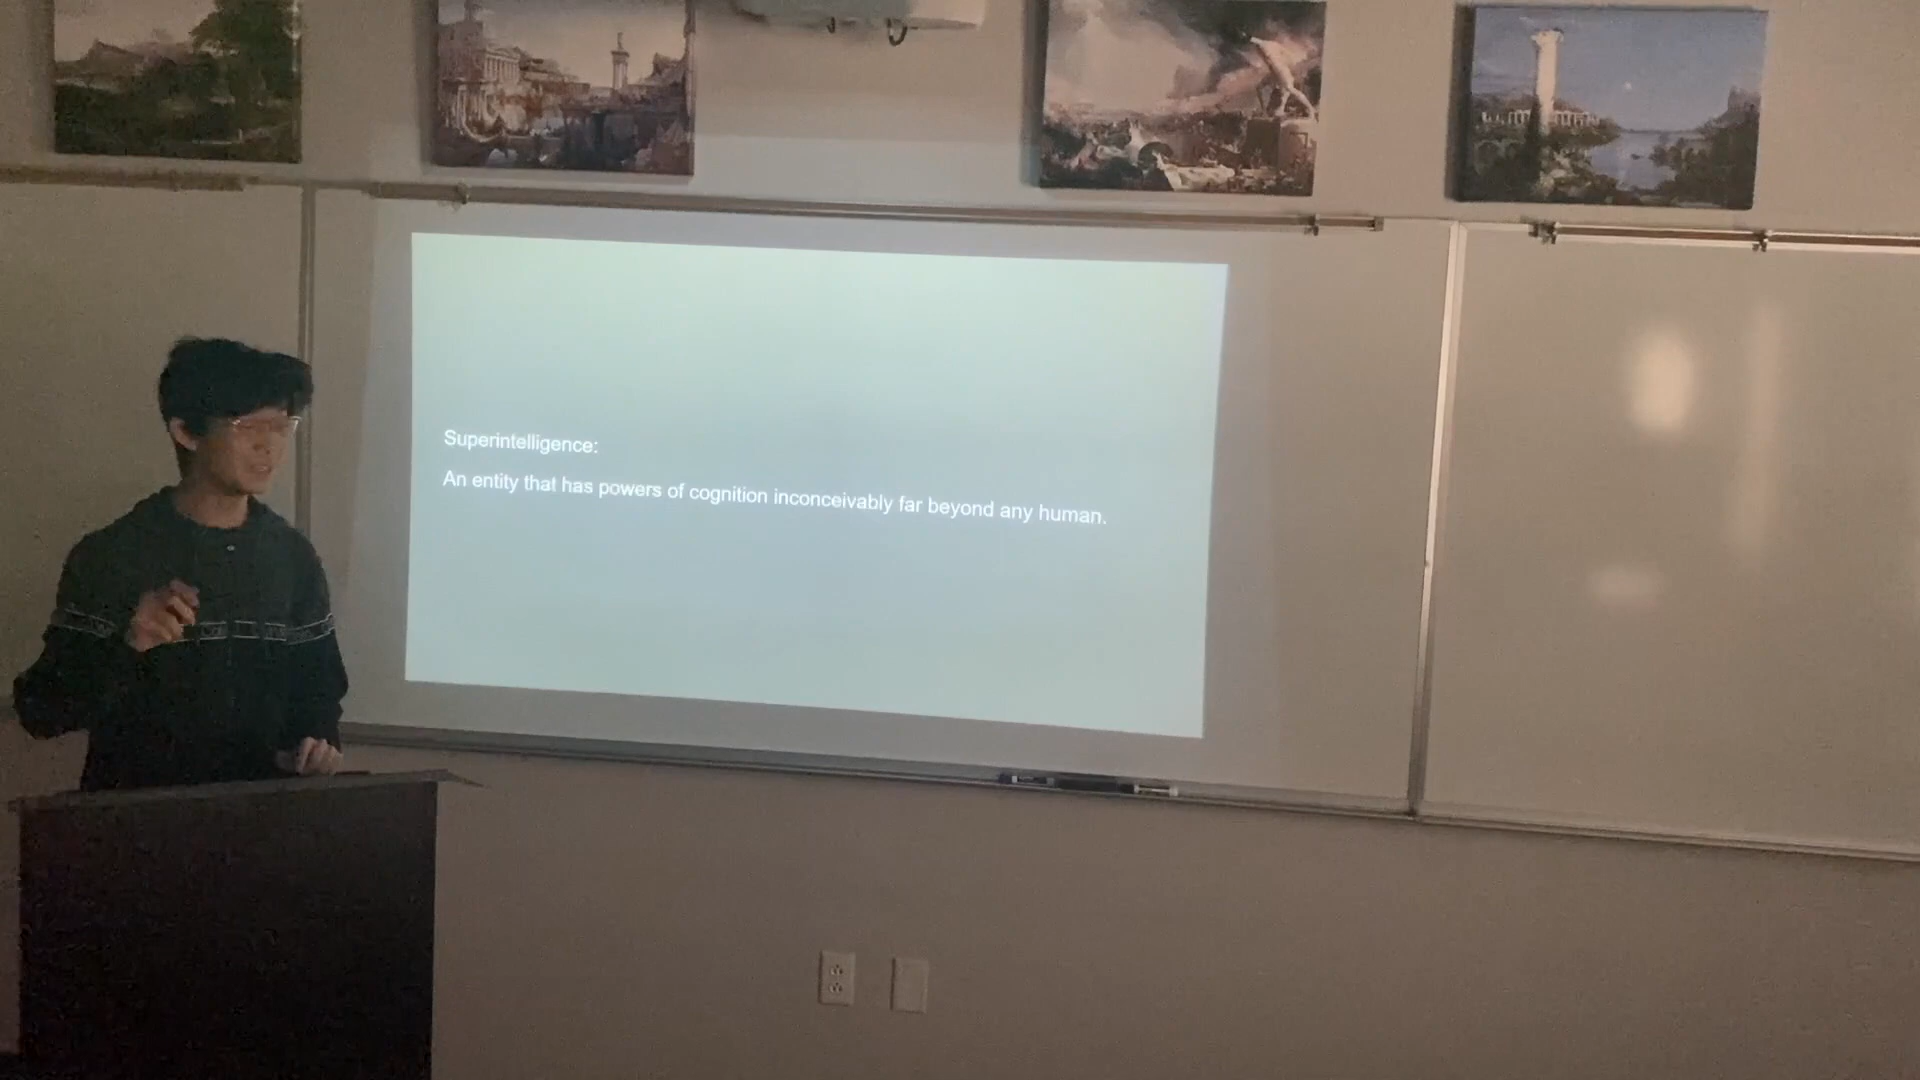 Superintelligence:
An entity that has powers of cognition inconceivably far beyond any human.